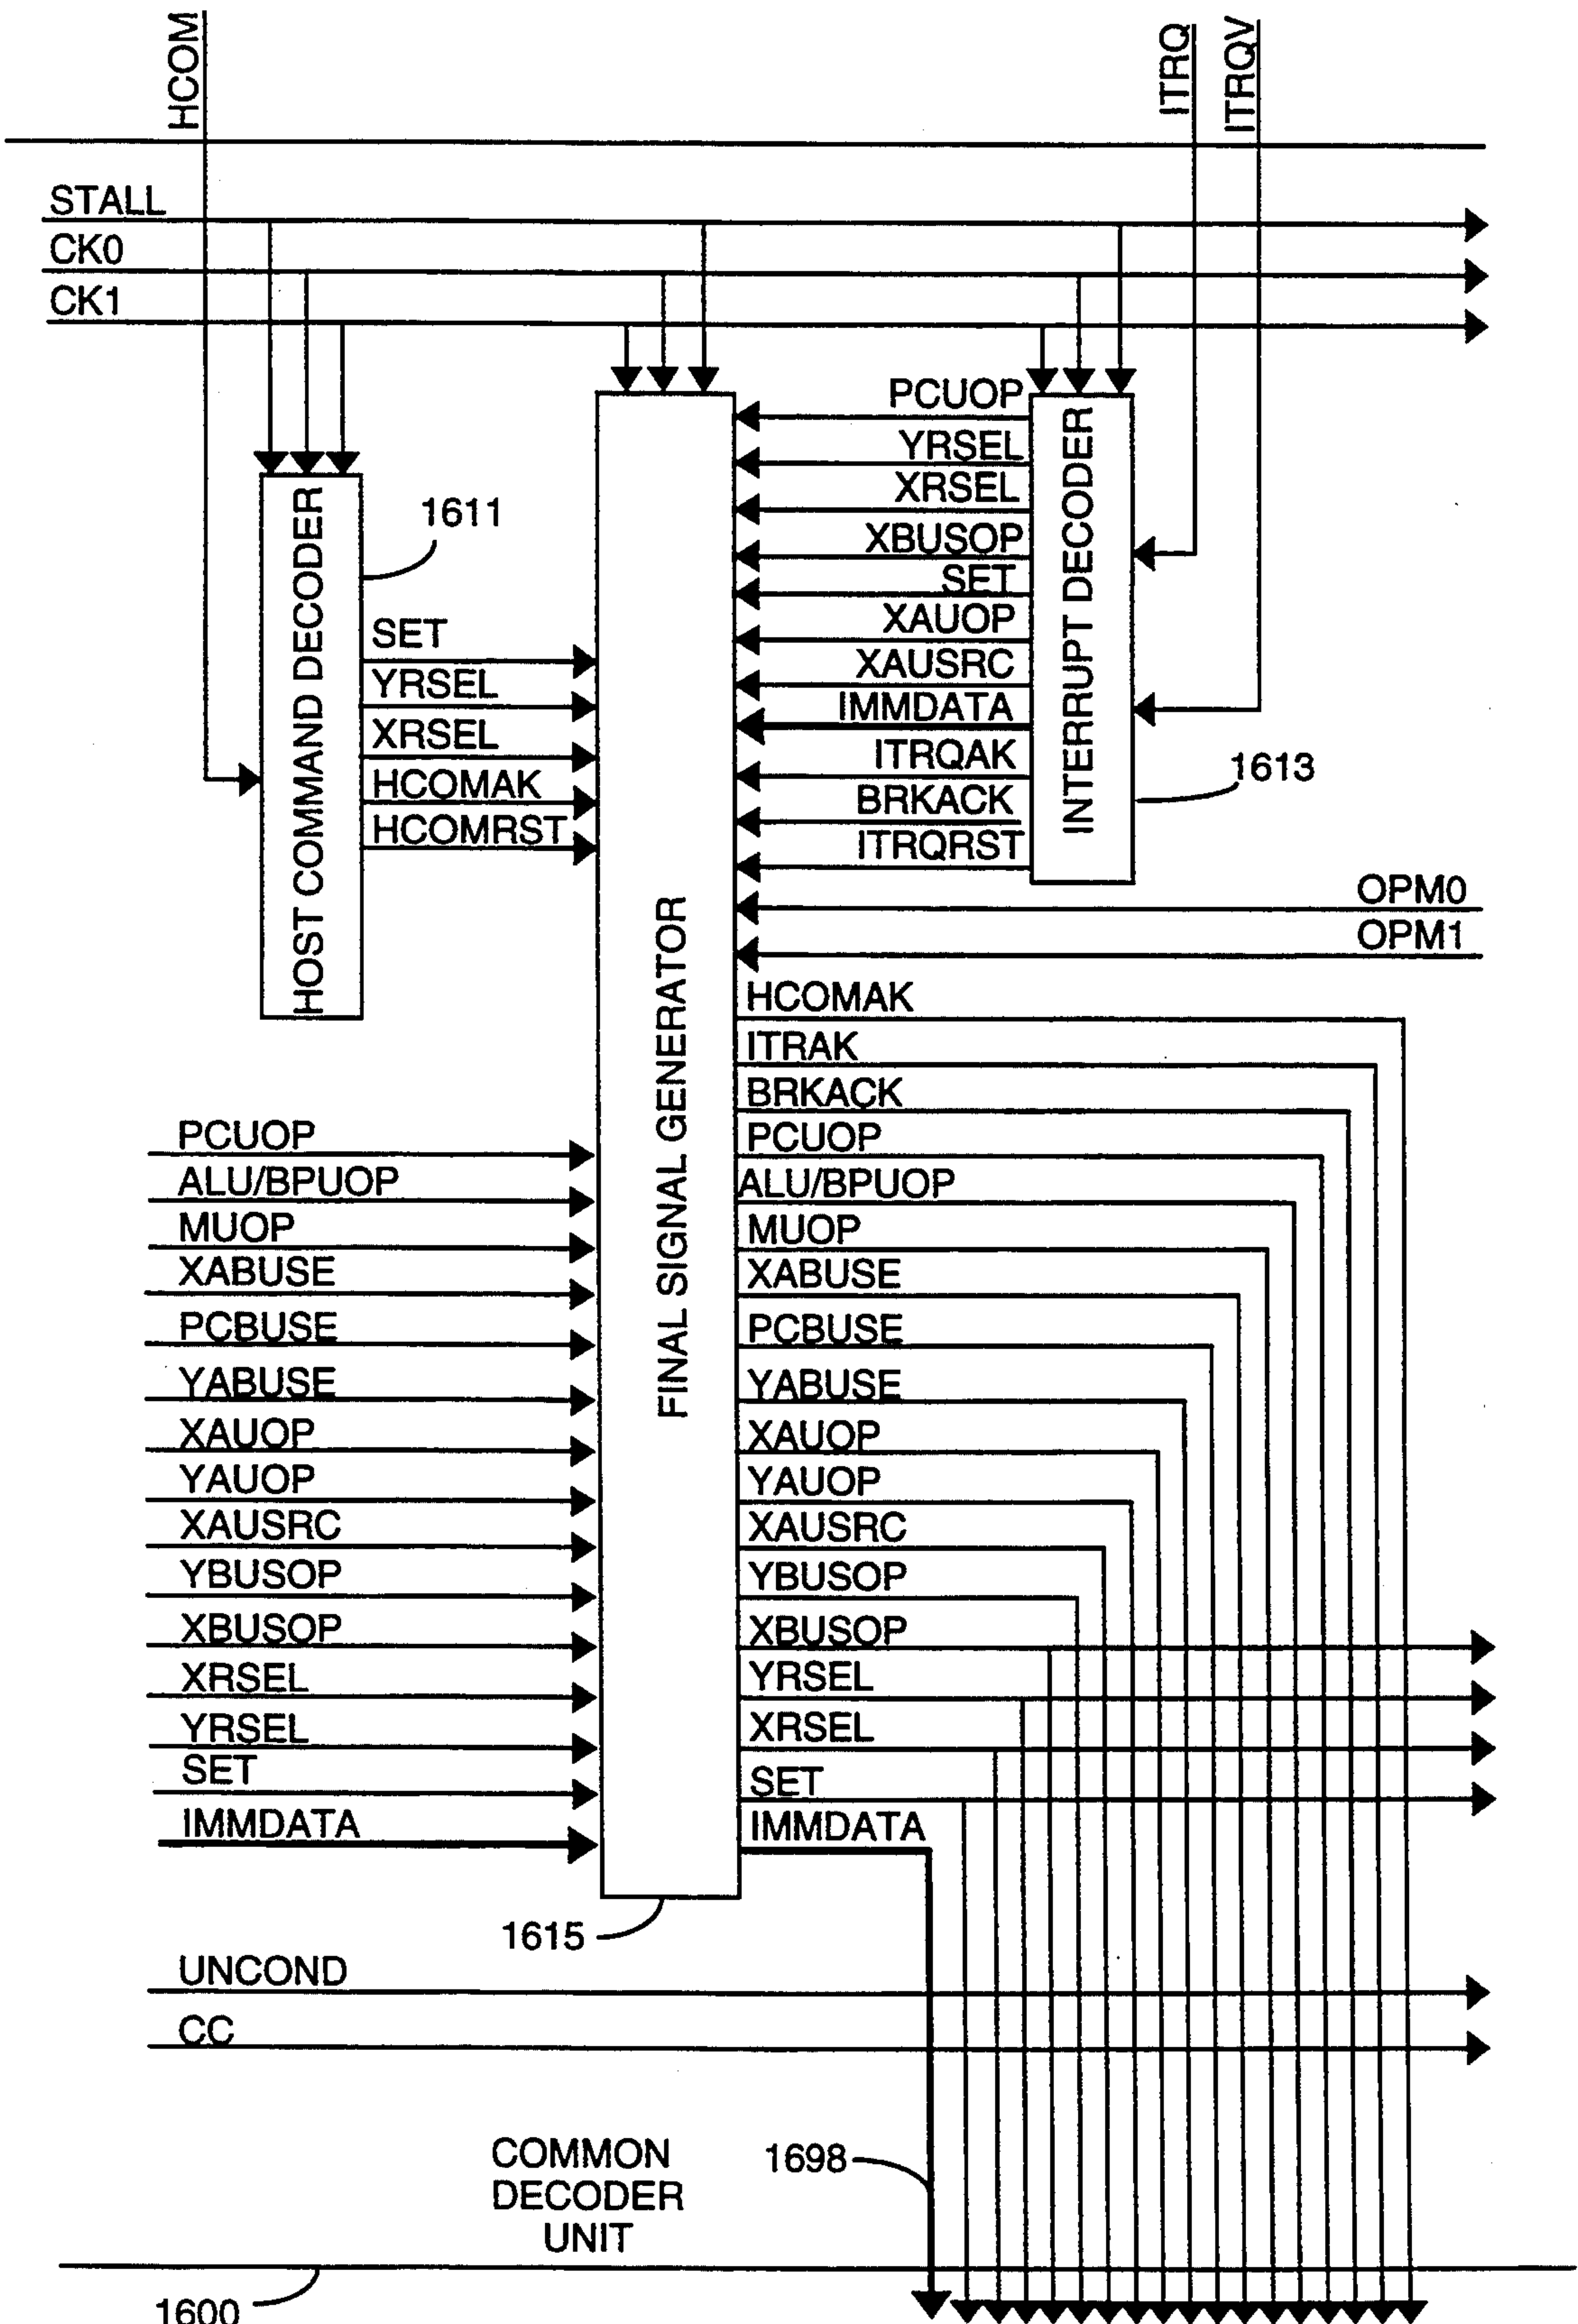 HCOM
ITRQ
ITRQV
STALL
CK0
CK1
PCUOP
YRSEL
XRSEL
XBUSOP
SET
XAUOP
XAUSRC
IMMDATA
ITRQAK
BRKACK
ITRQRST
INTERRUPT DECODER
1613
1611
HOST COMMAND DECODER
SET
YRSEL
XRSEL
HCOMAK
HCOMRST
OPM0
OPM1
FINAL SIGNAL GENERATOR
HCOMAK
ITRAK
BRKACK
PCUOP
ALU/BPUOP
MUOP
XABUSE
PCBUSE
YABUSE
XAUOP
YAUOP
XAUSRC
YBUSOP
XBUSOP
YRSEL
XRSEL
SET
IMMDATA
PCUOP
ALU/BPUOP
MUOP
XABUSE
PCBUSE
YABUSE
XAUOP
YAUOP
XAUSRC
YBUSOP
XBUSOP
XRSEL
YRSEL
SET
IMMDATA
1615
UNCOND
CC
COMMON
DECODER
UNIT
1698
1600